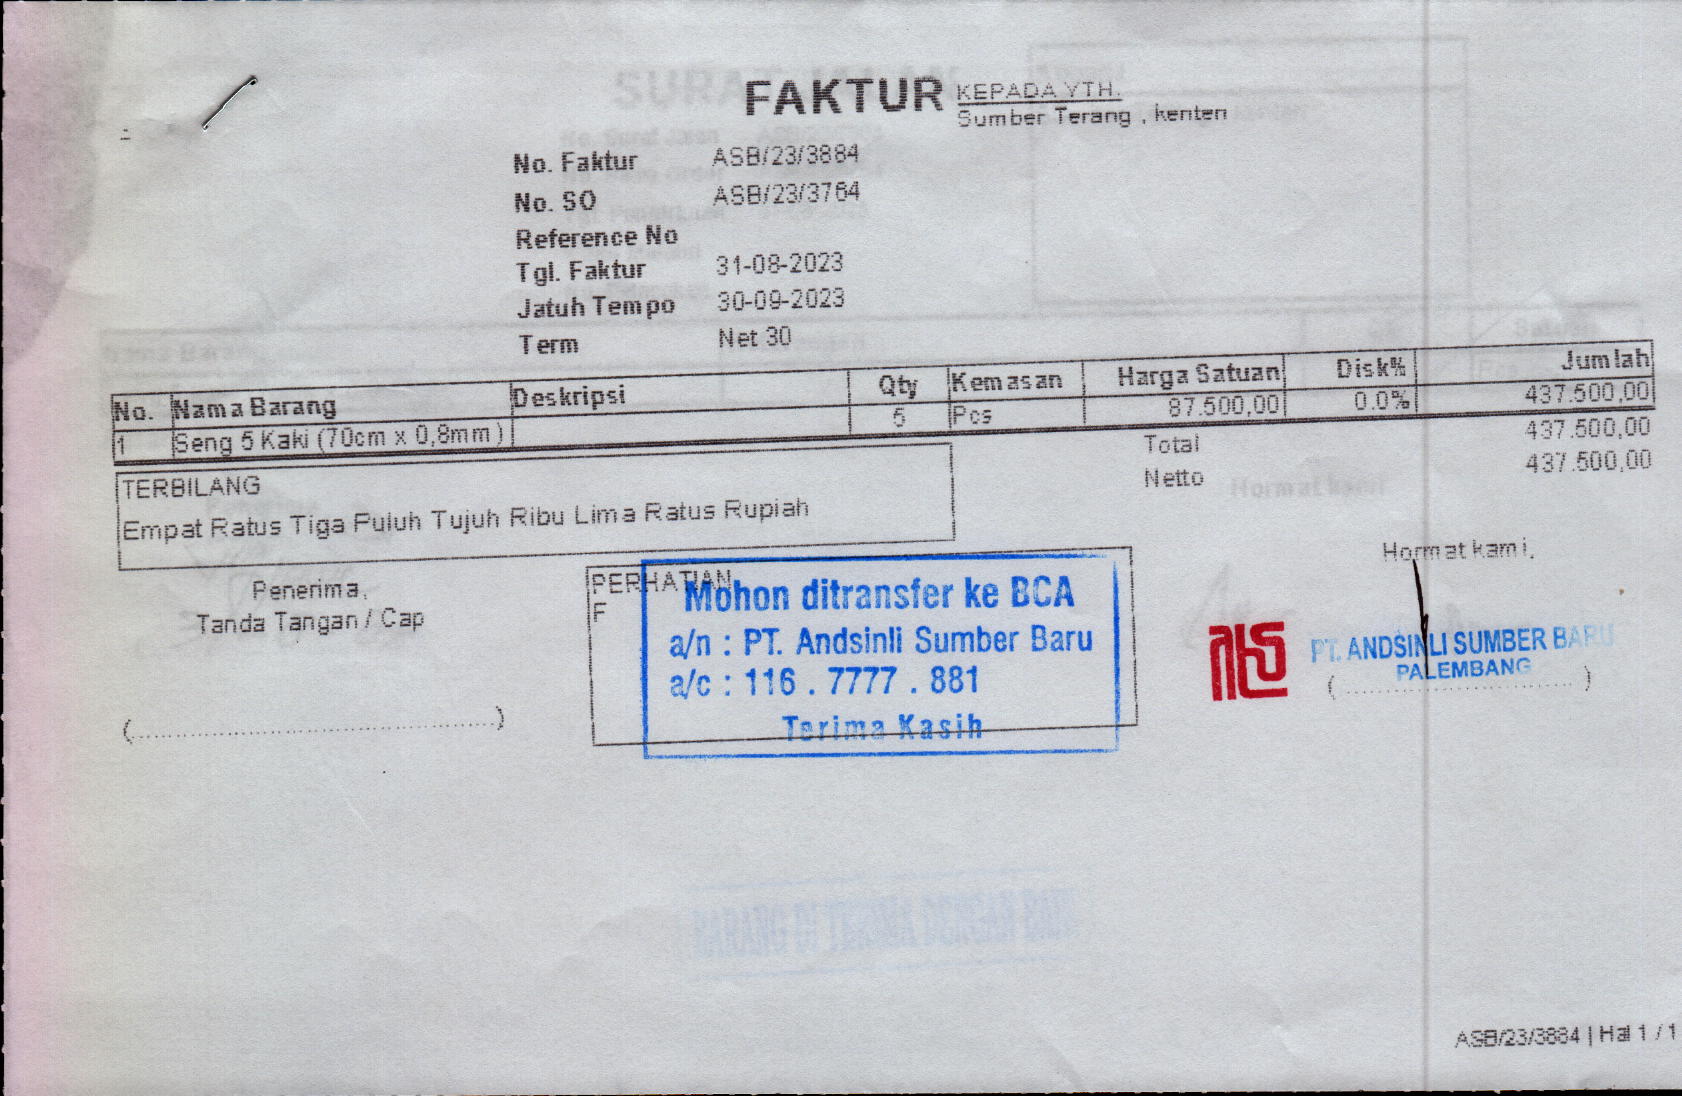 FAKTUR
KEPADA YTH.
Sumber Terang , kenten
No. Faktur ASB/23/3884
No. SO ASB/23/3764
Reference No
Tgl. Faktur 31-08-2023
Jatuh Tempo 30-09-2023
Term Net 30
No. Nama Barang Deskripsi Qty Kemasan Harga Satuan Disk% Jumlah
1 Seng 5 Kaki (70cm x 0,8mm ) 5 Pcs 87.500,00 0.0% 437.500,00
Total 437.500,00
Netto 437.500,00
TERBILANG
Empat Ratus Tiga Puluh Tujuh Ribu Lima Ratus Rupiah
Penerima,
Tanda Tangan / Cap
(........................................)
PERHATIAN
F
Mohon ditransfer ke BCA
a/n : PT. Andsinli Sumber Baru
a/c : 116 . 7777 . 881
Terima Kasih
Hormat kami,
PT. ANDSINLI SUMBER BARU
PALEMBANG
(..............................)
ASB/23/3884 | Hal 1 / 1